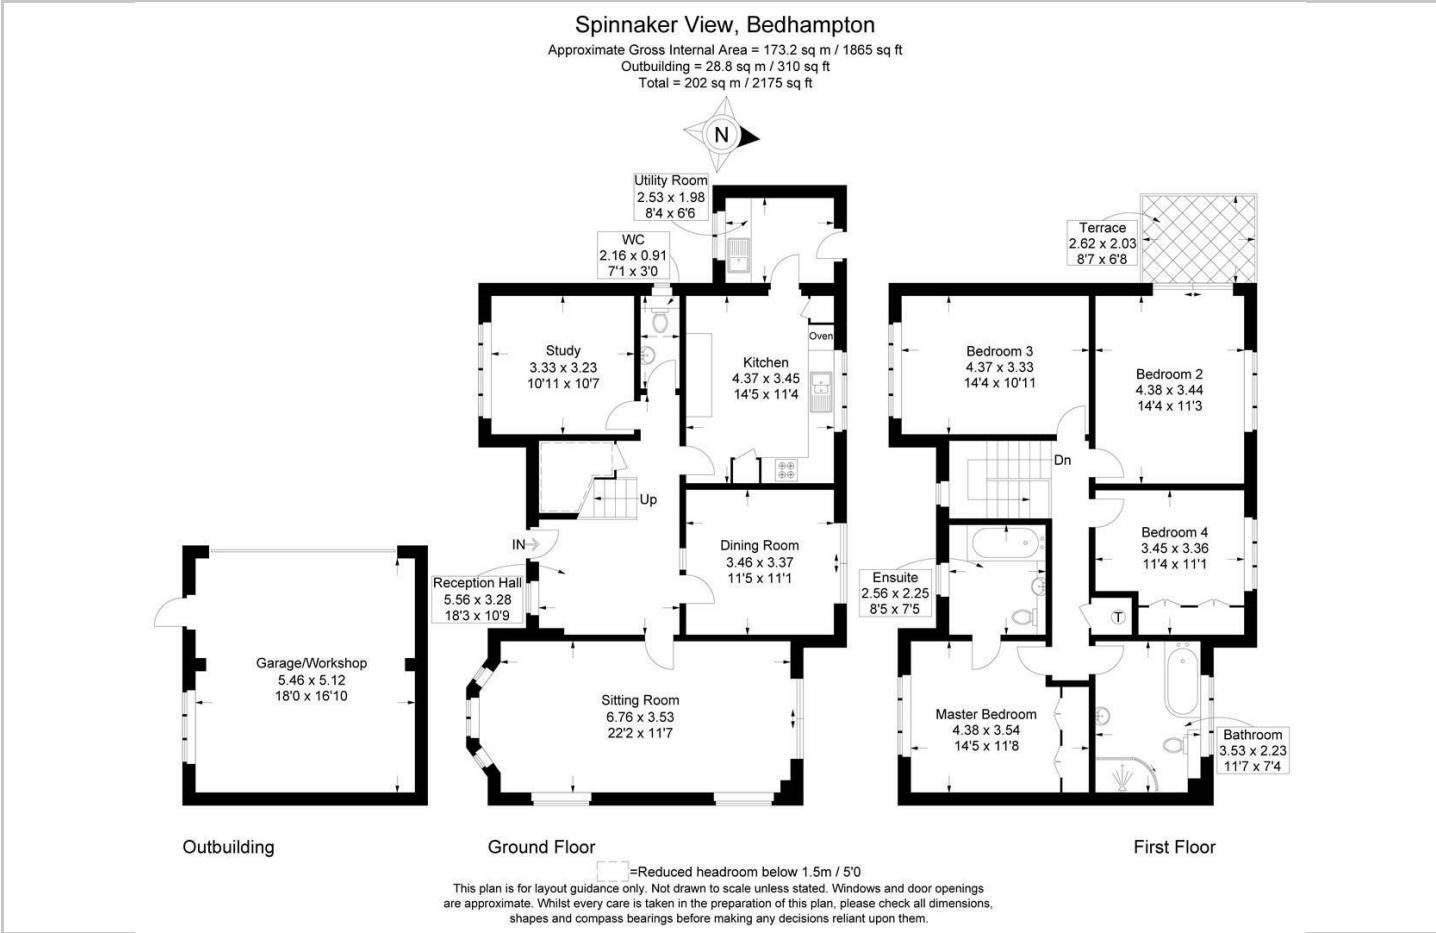 Spinnaker View, Bedhampton
Approximate Gross Internal Area = 173.2 sq m / 1865 sq ft
Outbuilding = 28.8 sq m / 310 sq ft
Total = 202 sq m / 2175 sq ft
N
Utility Room
2.53 x 1.98
8'4 x 6'6
WC
2.16 x 0.91
7'1 x 3'0
Terrace
2.62 x 2.03
8'7 x 6'8
Study
3.33 x 3.23
10'11 x 10'7
Kitchen
4.37 x 3.45
14'5 x 11'4
Oven
Bedroom 3
4.37 x 3.33
14'4 x 10'11
Bedroom 2
4.38 x 3.44
14'4 x 11'3
Up
Dn
IN
Reception Hall
5.56 x 3.28
18'3 x 10'9
Dining Room
3.46 x 3.37
11'5 x 11'1
Ensuite
2.56 x 2.25
8'5 x 7'5
Bedroom 4
3.45 x 3.36
11'4 x 11'1
T
Garage/Workshop
5.46 x 5.12
18'0 x 16'10
Sitting Room
6.76 x 3.53
22'2 x 11'7
Master Bedroom
4.38 x 3.54
14'5 x 11'8
Bathroom
3.53 x 2.23
11'7 x 7'4
Outbuilding
Ground Floor
First Floor
=Reduced headroom below 1.5m / 5'0
This plan is for layout guidance only. Not drawn to scale unless stated. Windows and door openings
are approximate. Whilst every care is taken in the preparation of this plan, please check all dimensions,
shapes and compass bearings before making any decisions reliant upon them.